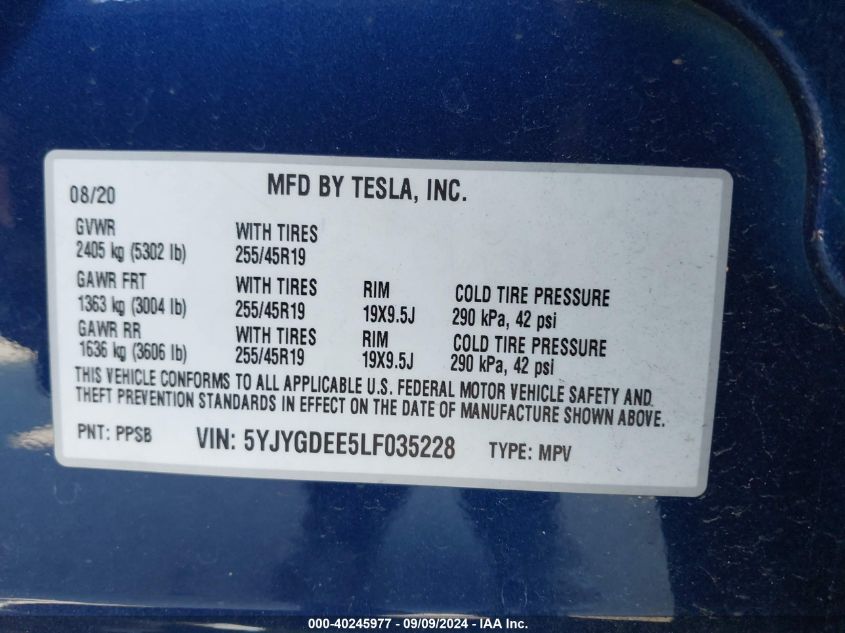 MFD BY TESLA, INC.
08/20
GVWR
2405 kg (5302 lb)
WITH TIRES
255/45R19
GAWR FRT
1363 kg (3004 lb)
WITH TIRES
255/45R19
RIM
19X9.5J
COLD TIRE PRESSURE
290 kPa, 42 psi
GAWR RR
1636 kg (3606 lb)
WITH TIRES
255/45R19
RIM
19X9.5J
COLD TIRE PRESSURE
290 kPa, 42 psi
THIS VEHICLE CONFORMS TO ALL APPLICABLE U.S. FEDERAL MOTOR VEHICLE SAFETY AND
THEFT PREVENTION STANDARDS IN EFFECT ON THE DATE OF MANUFACTURE SHOWN ABOVE.
PNT: PPSB VIN: 5YJYGDEE5LF035228 TYPE: MPV
000-40245977 - 09/09/2024 - IAA Inc.